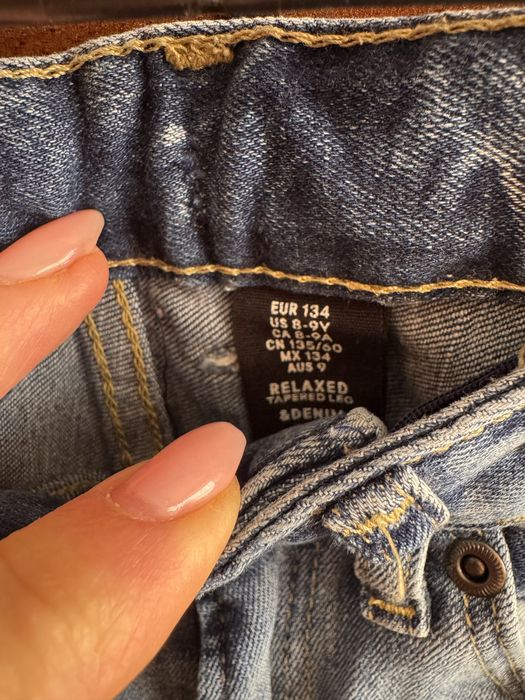 EUR 134
US 8-9Y
CA 8-9A
CN 135/60
MX 134
AUS 9
RELAXED
TAPERED LEG
&DENIM